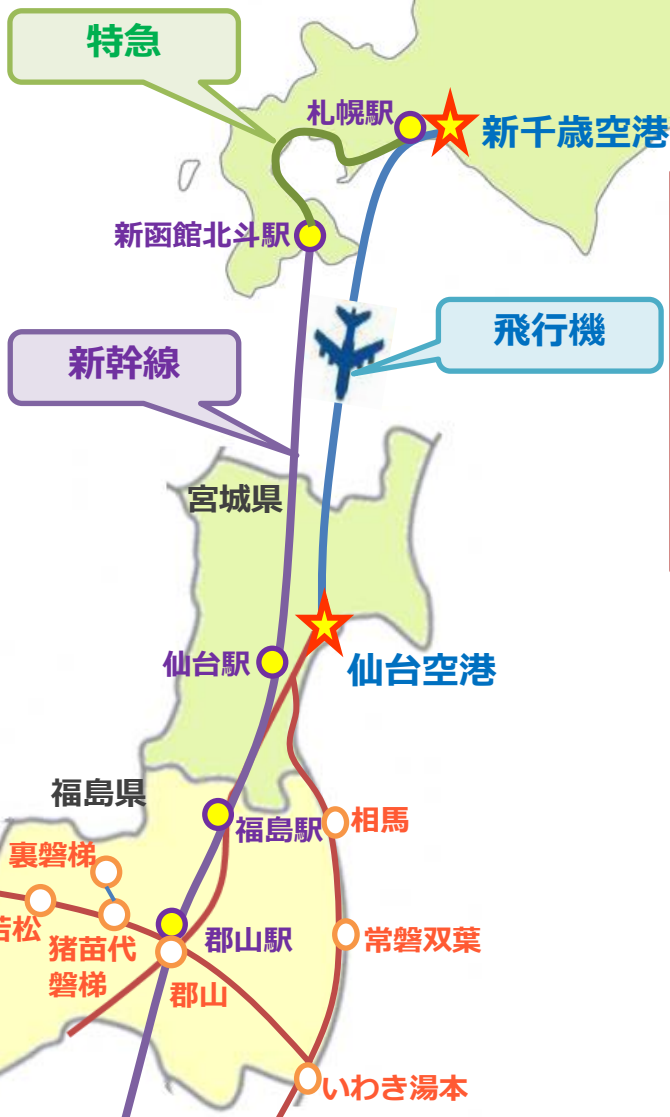 特急
札幌駅
新千歳空港
新函館北斗駅
飛行機
新幹線
宮城県
仙台駅
仙台空港
福島県
福島駅
相馬
裏磐梯
若松
猪苗代
磐梯
郡山駅
常磐双葉
郡山
いわき湯本